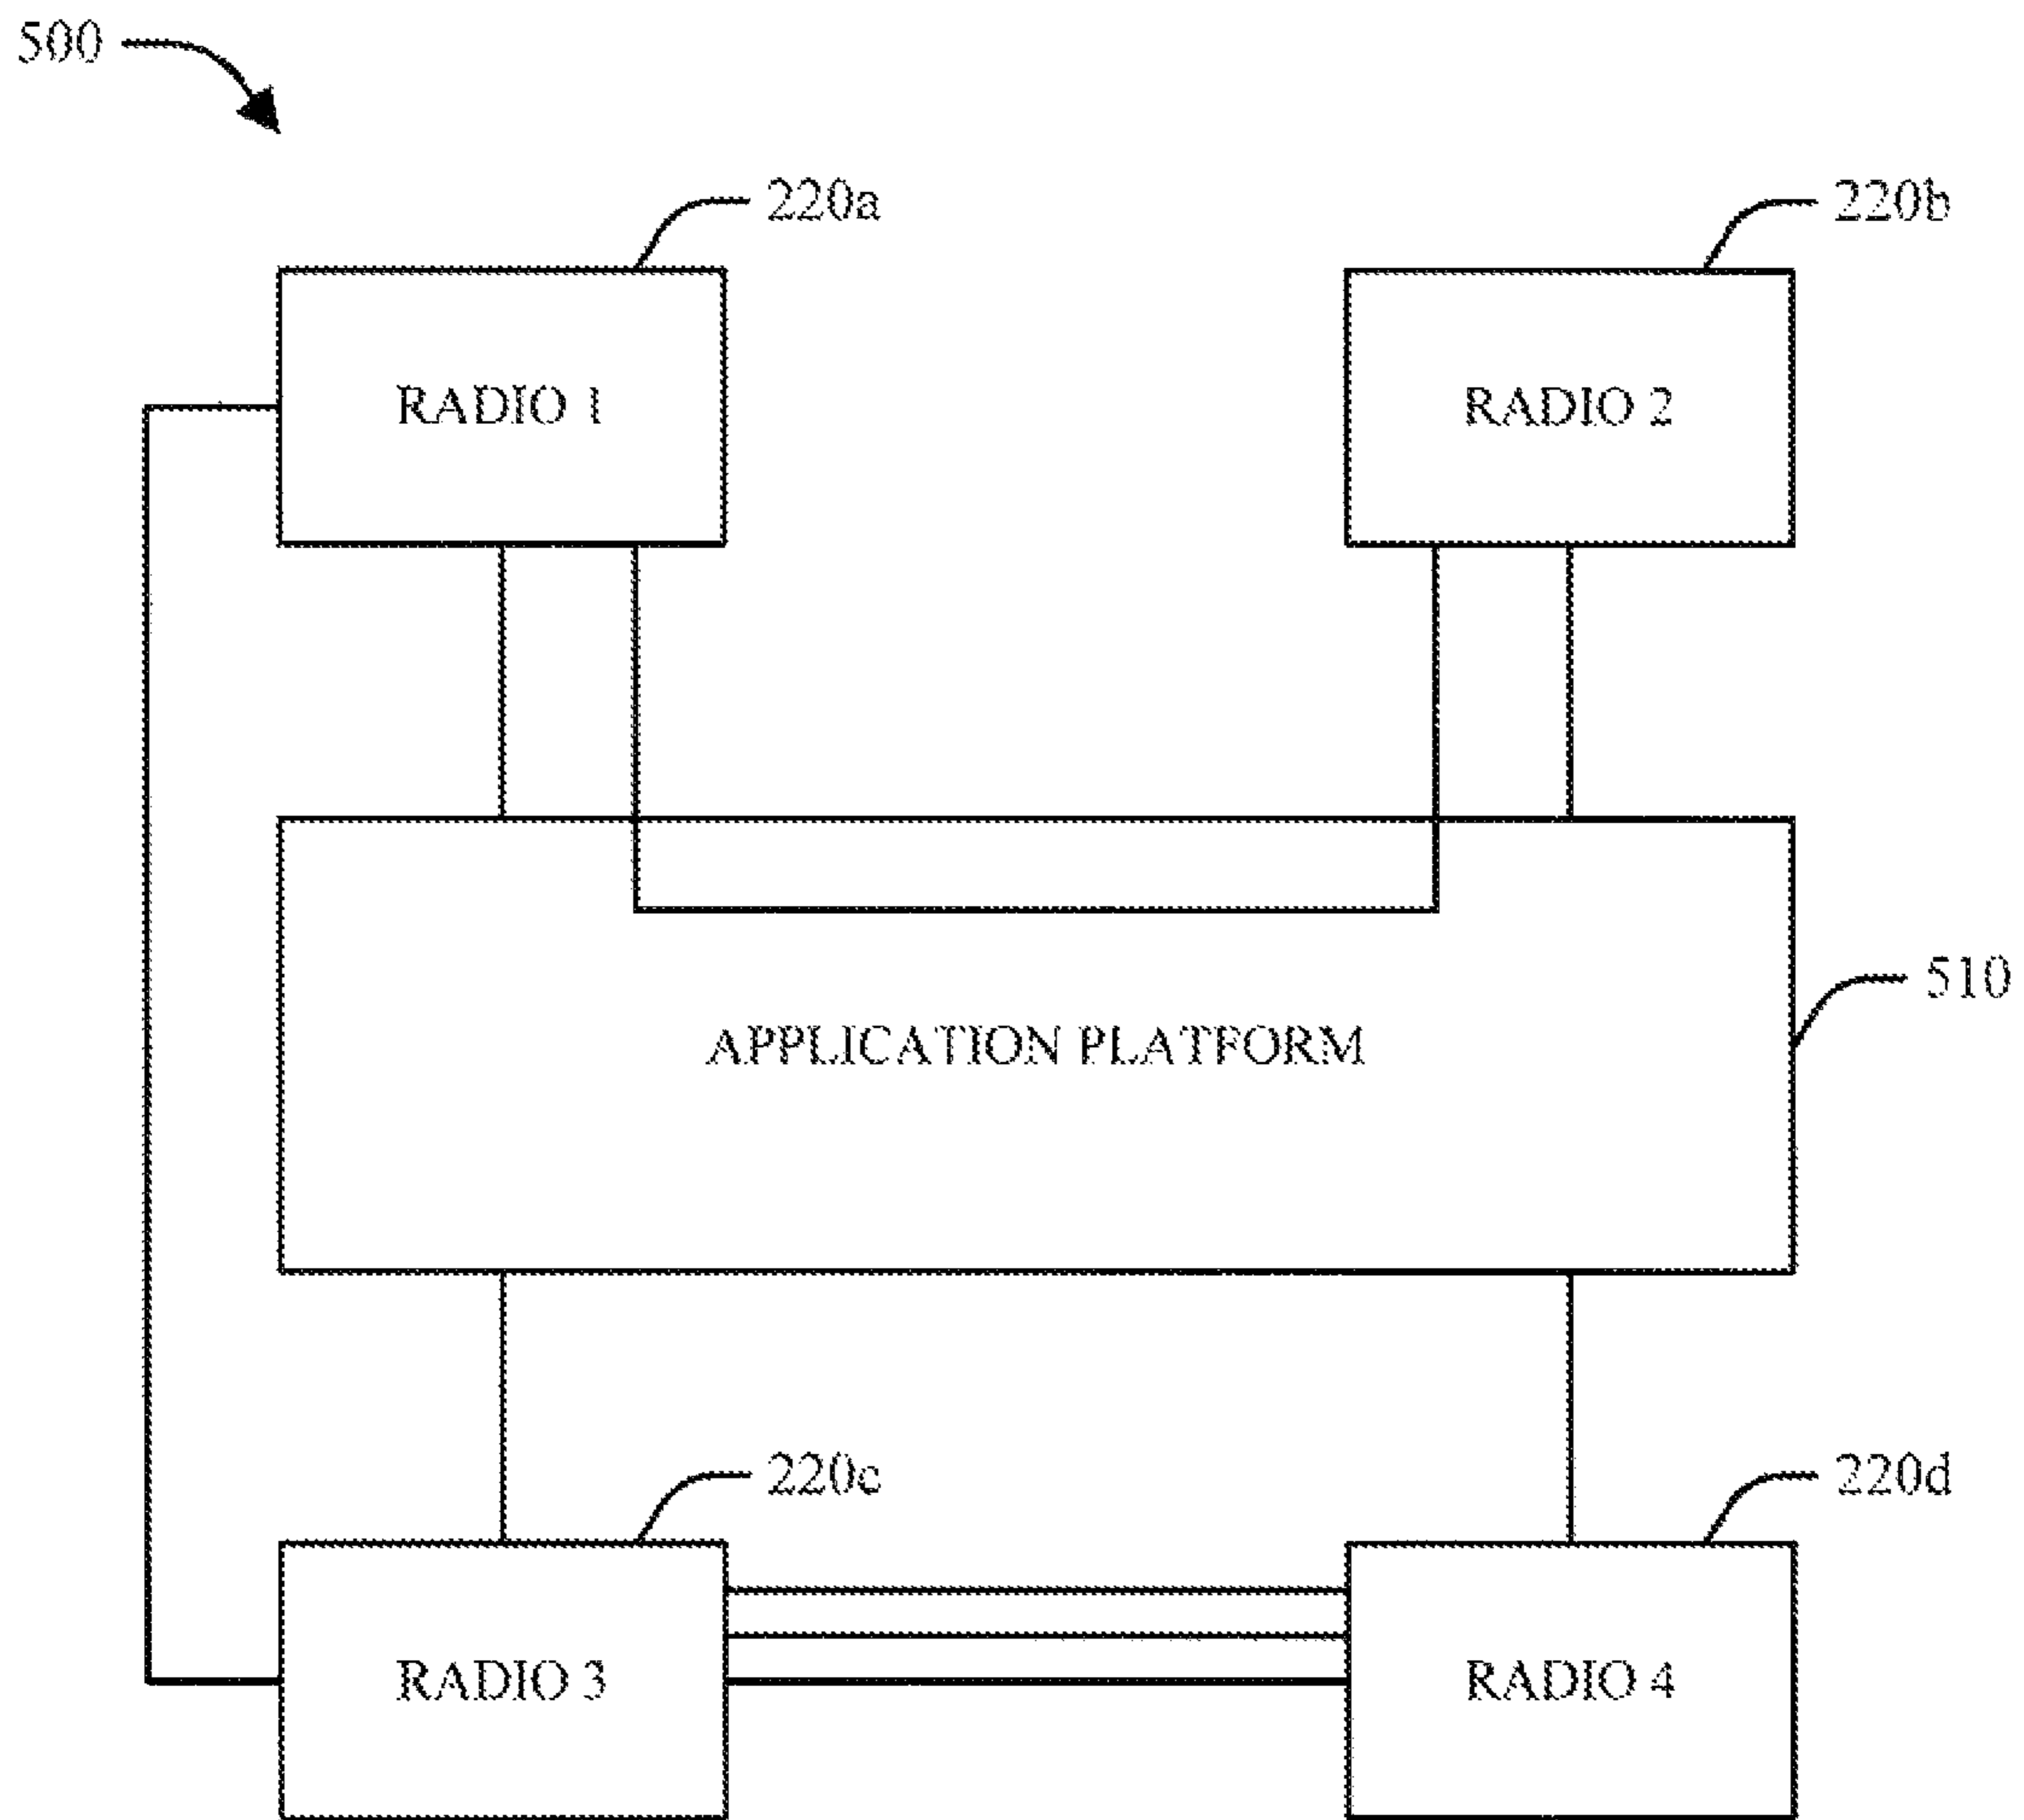 500
220a
220b
RADIO 1
RADIO 2
510
APPLICATION PLATFORM
220c
220d
RADIO 3
RADIO 4